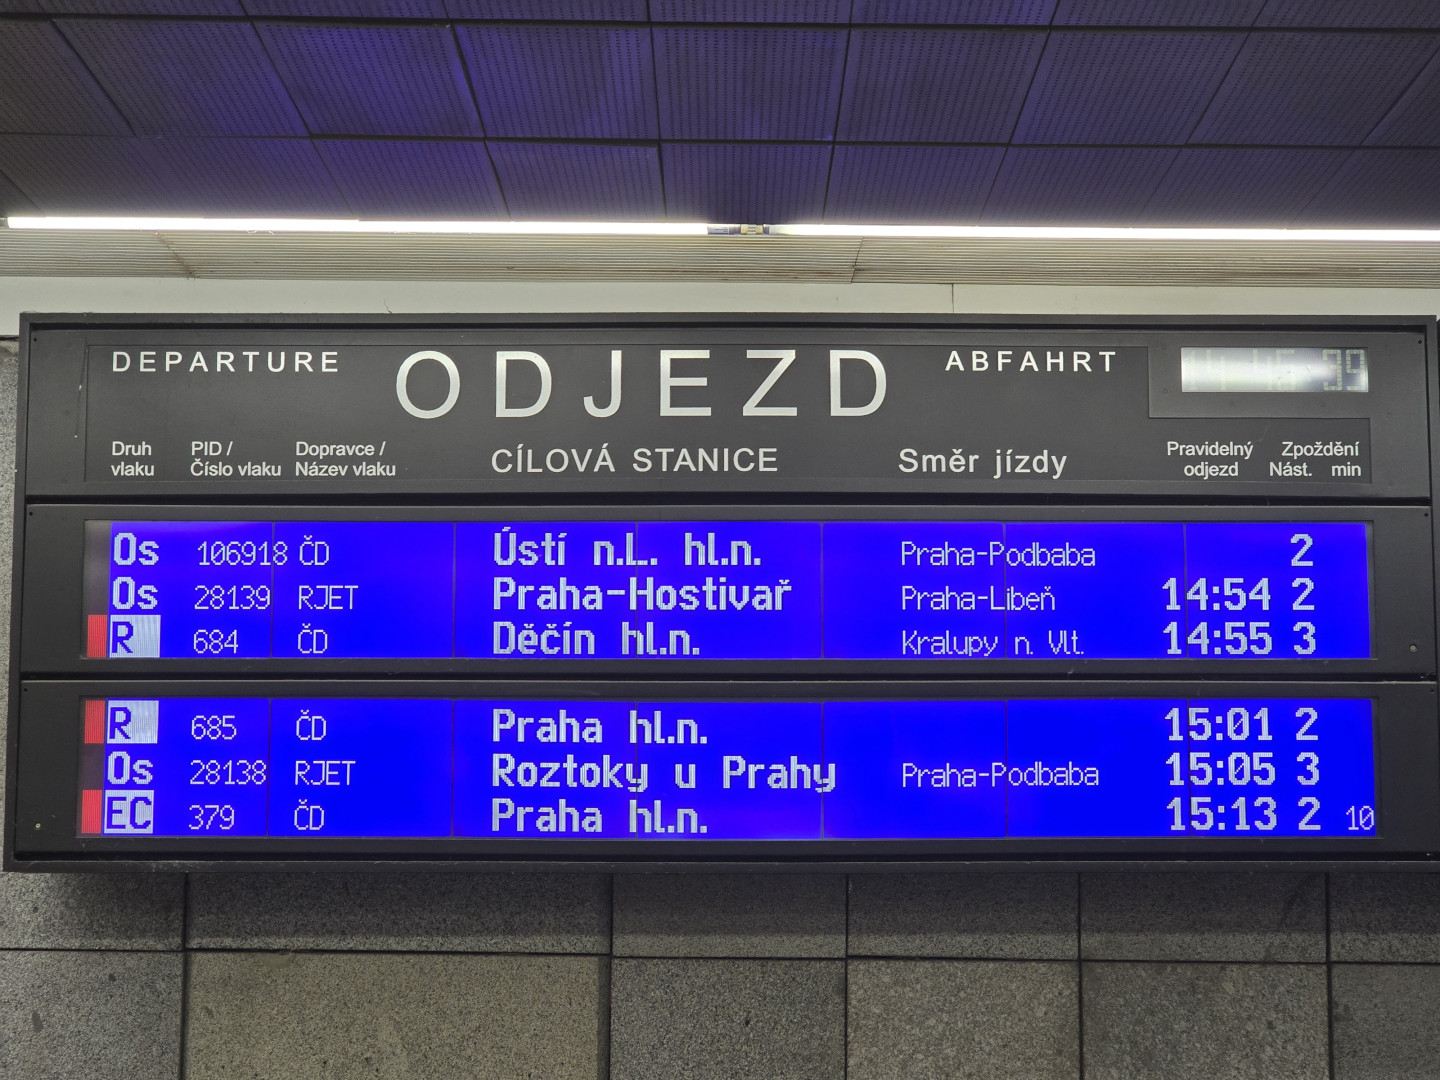 DEPARTURE ODJEZD ABFAHRT
Druh vlaku PID / Číslo vlaku Dopravce / Název vlaku CÍLOVÁ STANICE Směr jízdy Pravidelný odjezd Nást. Zpoždění min
Os 106918 ČD Ústí n.L. hl.n. Praha-Podbaba 2
Os 28139 RJET Praha-Hostivař Praha-Libeň 14:54 2
R 684 ČD Děčín hl.n. Kralupy n. Vlt. 14:55 3
R 685 ČD Praha hl.n. 15:01 2
Os 28138 RJET Roztoky u Prahy Praha-Podbaba 15:05 3
EC 379 ČD Praha hl.n. 15:13 2 10